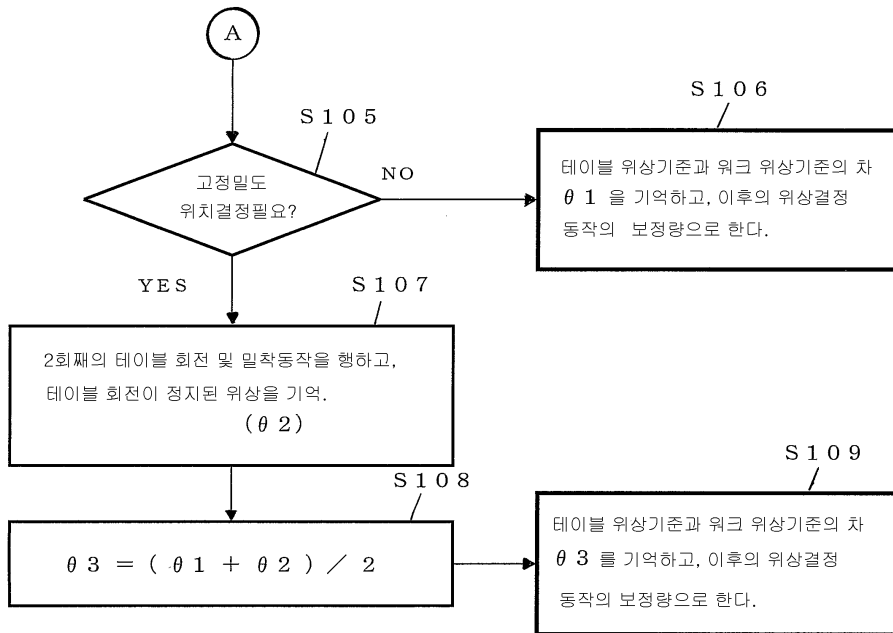 A
S105
고정밀도
위치결정필요?
NO
S106
테이블 위상기준과 워크 위상기준의 차
θ1 을 기억하고, 이후의 위상결정
동작의 보정량으로 한다.
YES
S107
2회째의 테이블 회전 및 밀착동작을 행하고,
테이블 회전이 정지된 위상을 기억.
(θ2)
S108
θ3 = (θ1 + θ2) / 2
S109
테이블 위상기준과 워크 위상기준의 차
θ3 를 기억하고, 이후의 위상결정
동작의 보정량으로 한다.